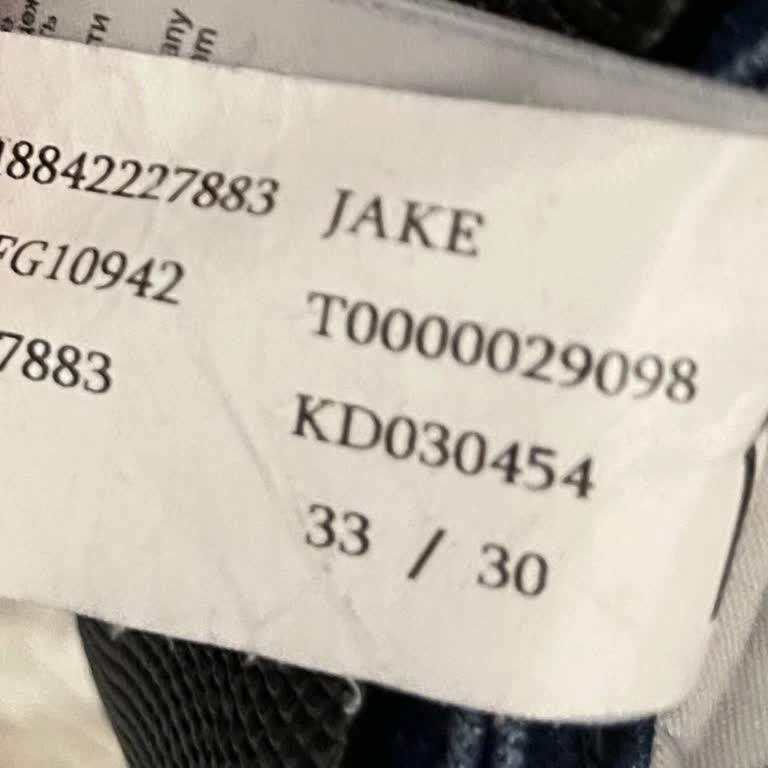 8842227883 JAKE
FG10942 T0000029098
7883 KD030454
33 / 30